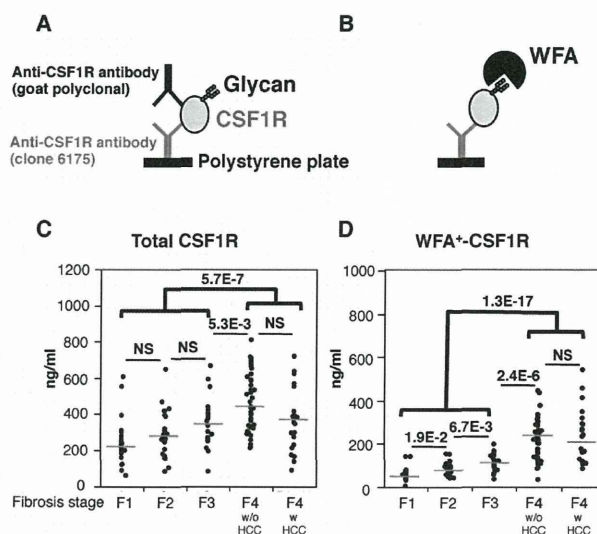 A
Anti-CSF1R antibody
(goat polyclonal)
Glycan
CSF1R
Anti-CSF1R antibody
(clone 6175)
Polystyrene plate
B
WFA
C
Total CSF1R
ng/ml
1200
1000
800
600
400
200
0
5.7E-7
5.3E-3
NS
NS
NS
Fibrosis stage
F1
F2
F3
F4
w/o
HCC
F4
w
HCC
D
WFA⁺-CSF1R
ng/ml
1000
800
600
400
200
0
1.3E-17
NS
2.4E-6
6.7E-3
1.9E-2
F1
F2
F3
F4
w/o
HCC
F4
w
HCC